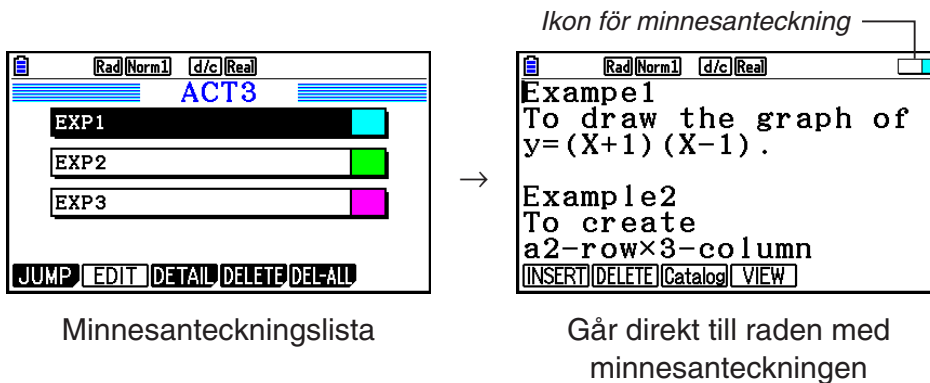 Ikon för minnesanteckning
Rad Norm1 d/c Real
ACT3
EXP1
EXP2
EXP3
JUMP EDIT DETAIL DELETE DEL-ALL
Minnesanteckningslista
→
Rad Norm1 d/c Real
Exampe1
To draw the graph of
y=(X+1)(X−1).
Example2
To create
a2−row×3−column
INSERT DELETE Catalog VIEW
Går direkt till raden med
minnesanteckningen